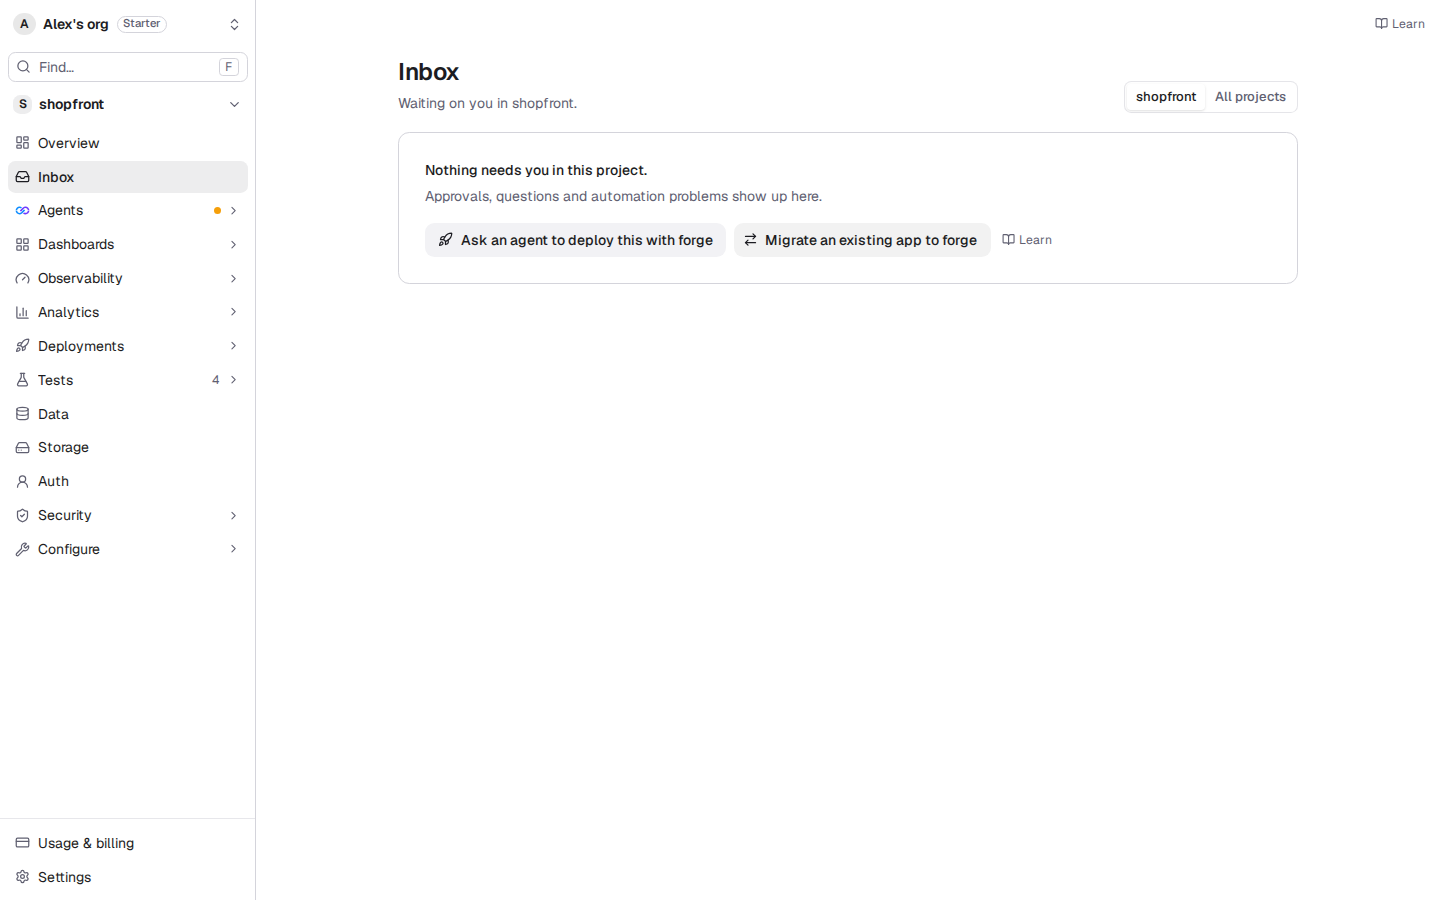 A Alex's org Starter
Find... F
S shopfront
Overview
Inbox
Agents
Dashboards
Observability
Analytics
Deployments
Tests 4
Data
Storage
Auth
Security
Configure
Usage & billing
Settings
Learn
Inbox
Waiting on you in shopfront.
shopfront All projects
Nothing needs you in this project.
Approvals, questions and automation problems show up here.
Ask an agent to deploy this with forge Migrate an existing app to forge Learn